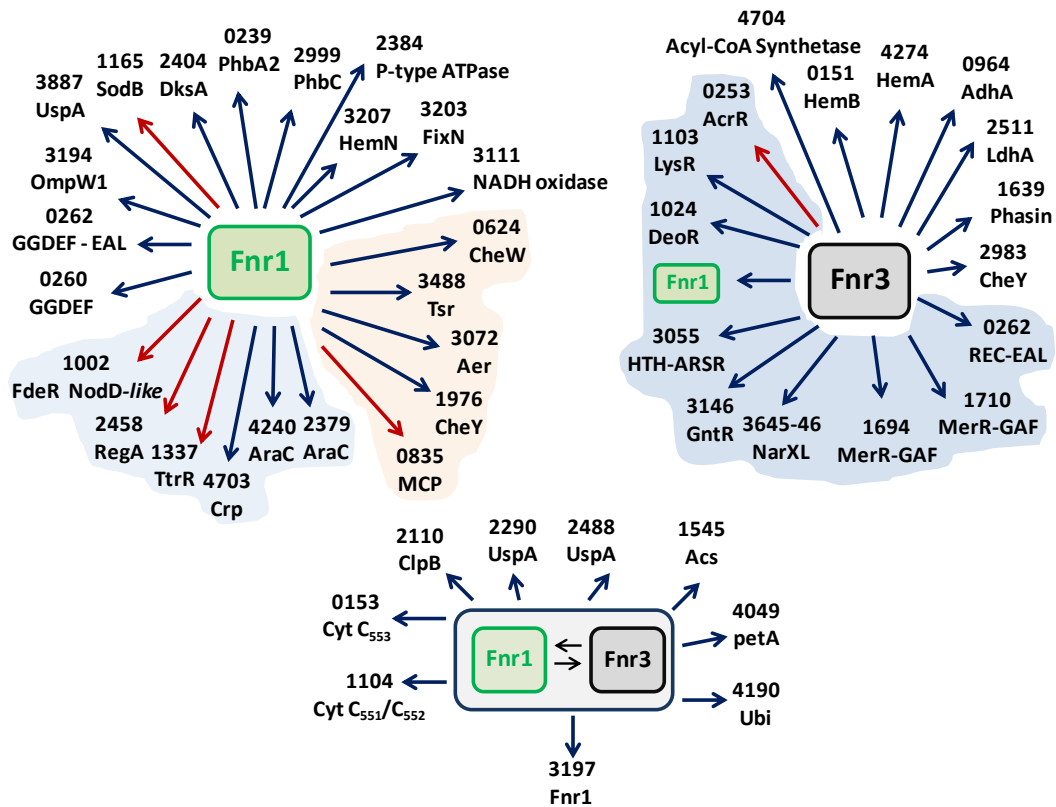 3887
UspA
1165
SodB
2404
DksA
0239
PhbA2
2999
PhbC
2384
P-type ATPase
3207
HemN
3203
FixN
3111
NADH oxidase
3194
OmpW1
0262
GGDEF - EAL
0260
GGDEF
Fnr1
0624
CheW
3488
Tsr
3072
Aer
1976
CheY
0835
MCP
1002
FdeR NodD-like
2458
RegA
1337
TtrR
4703
Crp
4240
AraC
2379
AraC
4704
Acyl-CoA Synthetase
0151
HemB
4274
HemA
0964
AdhA
2511
LdhA
1639
Phasin
2983
CheY
0253
AcrR
1103
LysR
1024
DeoR
Fnr1
Fnr3
3055
HTH-ARSR
3146
GntR
3645-46
NarXL
1694
MerR-GAF
1710
MerR-GAF
0262
REC-EAL
2110
ClpB
2290
UspA
2488
UspA
1545
Acs
0153
Cyt C553
4049
petA
Fnr1
Fnr3
1104
Cyt C551/C552
4190
Ubi
3197
Fnr1